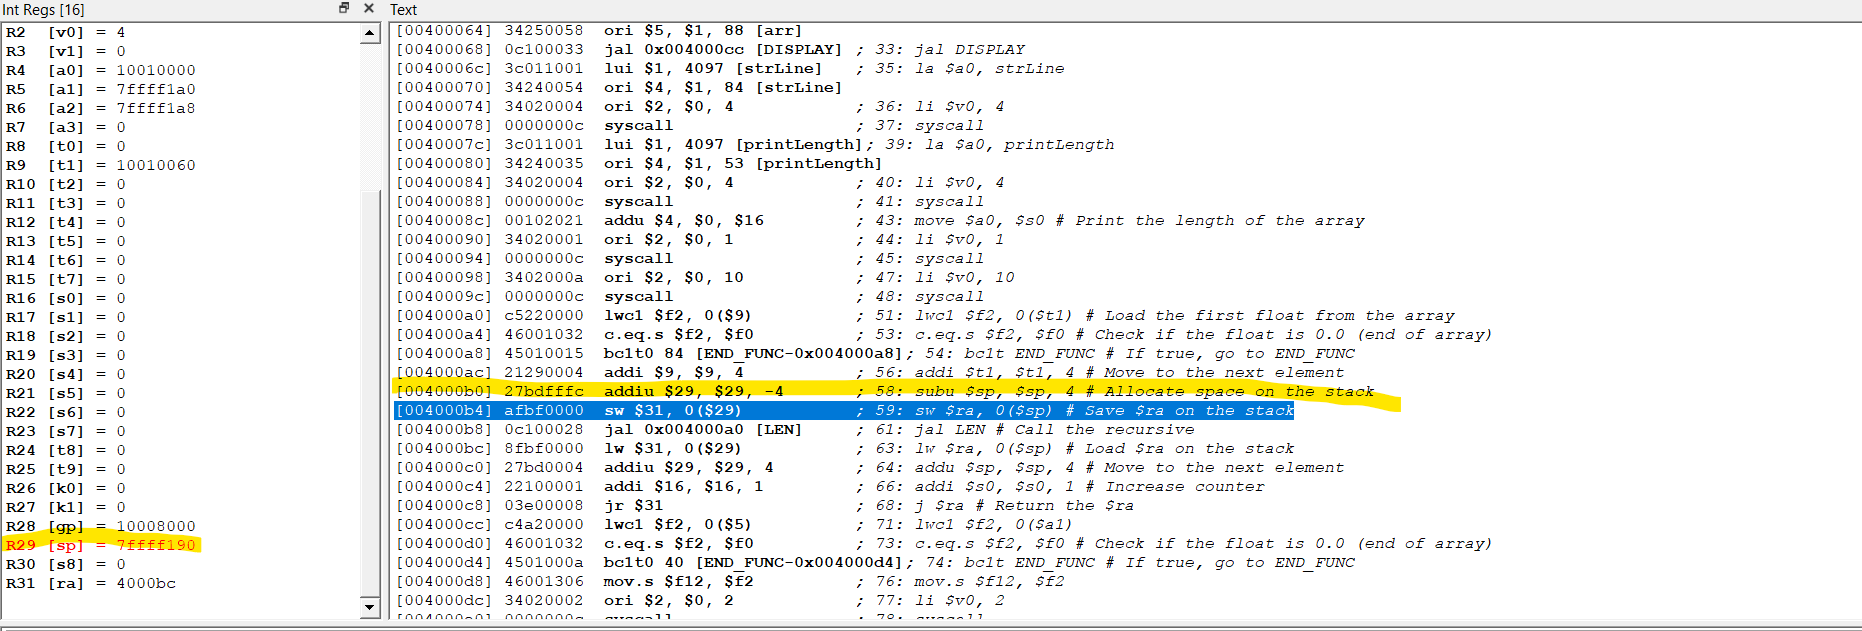 Int Regs [16]
R2 [v0] = 4
R3 [v1] = 0
R4 [a0] = 10010000
R5 [a1] = 7ffff1a0
R6 [a2] = 7ffff1a8
R7 [a3] = 0
R8 [t0] = 0
R9 [t1] = 10010060
R10 [t2] = 0
R11 [t3] = 0
R12 [t4] = 0
R13 [t5] = 0
R14 [t6] = 0
R15 [t7] = 0
R16 [s0] = 0
R17 [s1] = 0
R18 [s2] = 0
R19 [s3] = 0
R20 [s4] = 0
R21 [s5] = 0
R22 [s6] = 0
R23 [s7] = 0
R24 [t8] = 0
R25 [t9] = 0
R26 [k0] = 0
R27 [k1] = 0
R28 [gp] = 10008000
R29 [sp] = 7ffff190
R30 [s8] = 0
R31 [ra] = 4000bc
Text
[00400064] 34250058 ori $5, $1, 88 [arr]
[00400068] 0c100033 jal 0x004000cc [DISPLAY] ; 33: jal DISPLAY
[0040006c] 3c011001 lui $1, 4097 [strLine] ; 35: la $a0, strLine
[00400070] 34240054 ori $4, $1, 84 [strLine]
[00400074] 34020004 ori $2, $0, 4 ; 36: li $v0, 4
[00400078] 0000000c syscall ; 37: syscall
[0040007c] 3c011001 lui $1, 4097 [printLength]; 39: la $a0, printLength
[00400080] 34240035 ori $4, $1, 53 [printLength]
[00400084] 34020004 ori $2, $0, 4 ; 40: li $v0, 4
[00400088] 0000000c syscall ; 41: syscall
[0040008c] 00102021 addu $4, $0, $16 ; 43: move $a0, $s0 # Print the length of the array
[00400090] 34020001 ori $2, $0, 1 ; 44: li $v0, 1
[00400094] 0000000c syscall ; 45: syscall
[00400098] 3402000a ori $2, $0, 10 ; 47: li $v0, 10
[0040009c] 0000000c syscall ; 48: syscall
[004000a0] c5220000 lwc1 $f2, 0($9) ; 51: lwc1 $f2, 0($t1) # Load the first float from the array
[004000a4] 46001032 c.eq.s $f2, $f0 ; 53: c.eq.s $f2, $f0 # Check if the float is 0.0 (end of array)
[004000a8] 45010015 bc1t0 84 [END_FUNC-0x004000a8]; 54: bc1t END_FUNC # If true, go to END_FUNC
[004000ac] 21290004 addi $9, $9, 4 ; 56: addi $t1, $t1, 4 # Move to the next element
[004000b0] 27bdfffc addiu $29, $29, -4 ; 58: subu $sp, $sp, 4 # Allocate space on the stack
[004000b4] afbf0000 sw $31, 0($29) ; 59: sw $ra, 0($sp) # Save $ra on the stack
[004000b8] 0c100028 jal 0x004000a0 [LEN] ; 61: jal LEN # Call the recursive
[004000bc] 8fbf0000 lw $31, 0($29) ; 63: lw $ra, 0($sp) # Load $ra on the stack
[004000c0] 27bd0004 addiu $29, $29, 4 ; 64: addu $sp, $sp, 4 # Move to the next element
[004000c4] 22100001 addi $16, $16, 1 ; 66: addi $s0, $s0, 1 # Increase counter
[004000c8] 03e00008 jr $31 ; 68: j $ra # Return the $ra
[004000cc] c4a20000 lwc1 $f2, 0($5) ; 71: lwc1 $f2, 0($a1)
[004000d0] 46001032 c.eq.s $f2, $f0 ; 73: c.eq.s $f2, $f0 # Check if the float is 0.0 (end of array)
[004000d4] 4501000a bc1t0 40 [END_FUNC-0x004000d4]; 74: bc1t END_FUNC # If true, go to END_FUNC
[004000d8] 46001306 mov.s $f12, $f2 ; 76: mov.s $f12, $f2
[004000dc] 34020002 ori $2, $0, 2 ; 77: li $v0, 2